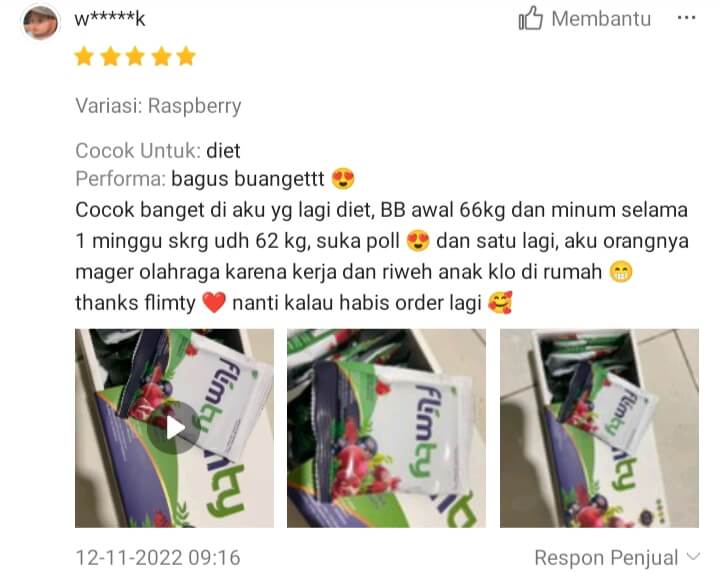 w*****k
Membantu
Variasi: Raspberry
Cocok Untuk: diet
Performa: bagus buangettt 😍
Cocok banget di aku yg lagi diet, BB awal 66kg dan minum selama
1 minggu skrg udh 62 kg, suka poll 😍 dan satu lagi, aku orangnya
mager olahraga karena kerja dan riweh anak klo di rumah 😁
thanks flimty ❤️ nanti kalau habis order lagi 🥰
flimty
flimty
flimty
12-11-2022 09:16
Respon Penjual